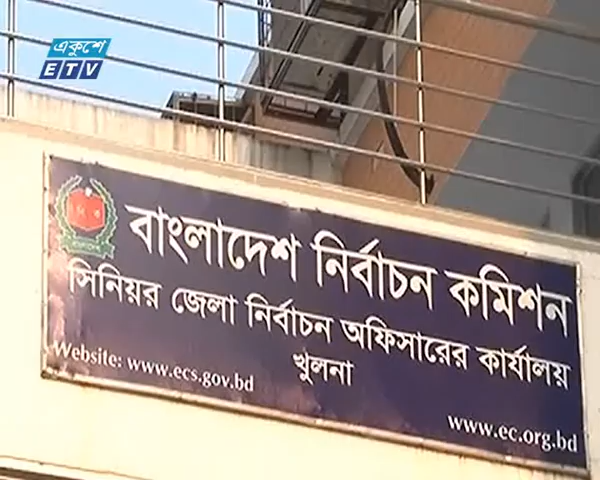 একুশে
ETV
বাংলাদেশ নির্বাচন কমিশন
সিনিয়র জেলা নির্বাচন অফিসারের কার্যালয়
খুলনা
Website: www.ecs.gov.bd
www.ec.org.bd